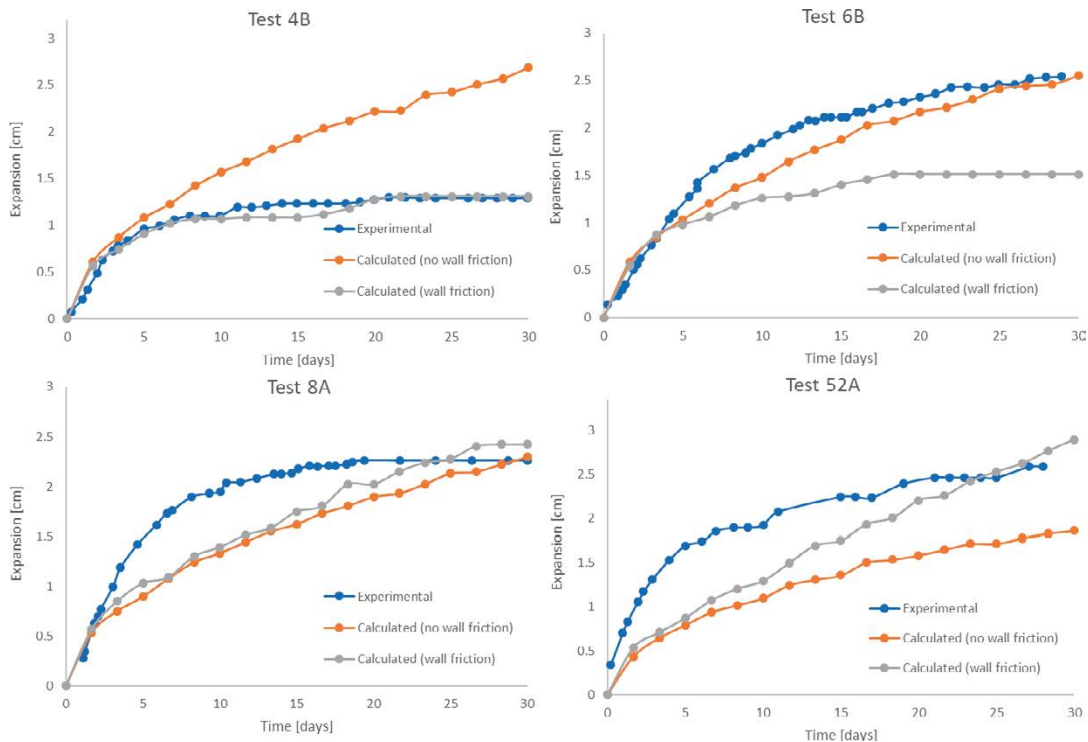 Test 4B
3
2.5
2
1.5
1
0.5
0
Expansion [cm]
0 5 10 15 20 25 30
Time [days]
Experimental
Calculated (no wall friction)
Calculated (wall friction)
Test 6B
3
2.5
2
1.5
1
0.5
0
Expansion [cm]
0 5 10 15 20 25 30
Time [days]
Experimental
Calculated (no wall friction)
Calculated (wall friction)
Test 8A
3
2.5
2
1.5
1
0.5
0
Expansion [cm]
0 5 10 15 20 25 30
Time [days]
Experimental
Calculated (no wall friction)
Calculated (wall friction)
Test 52A
3
2.5
2
1.5
1
0.5
0
Expansion [cm]
0 5 10 15 20 25 30
Time [days]
Experimental
Calculated (no wall friction)
Calculated (wall friction)